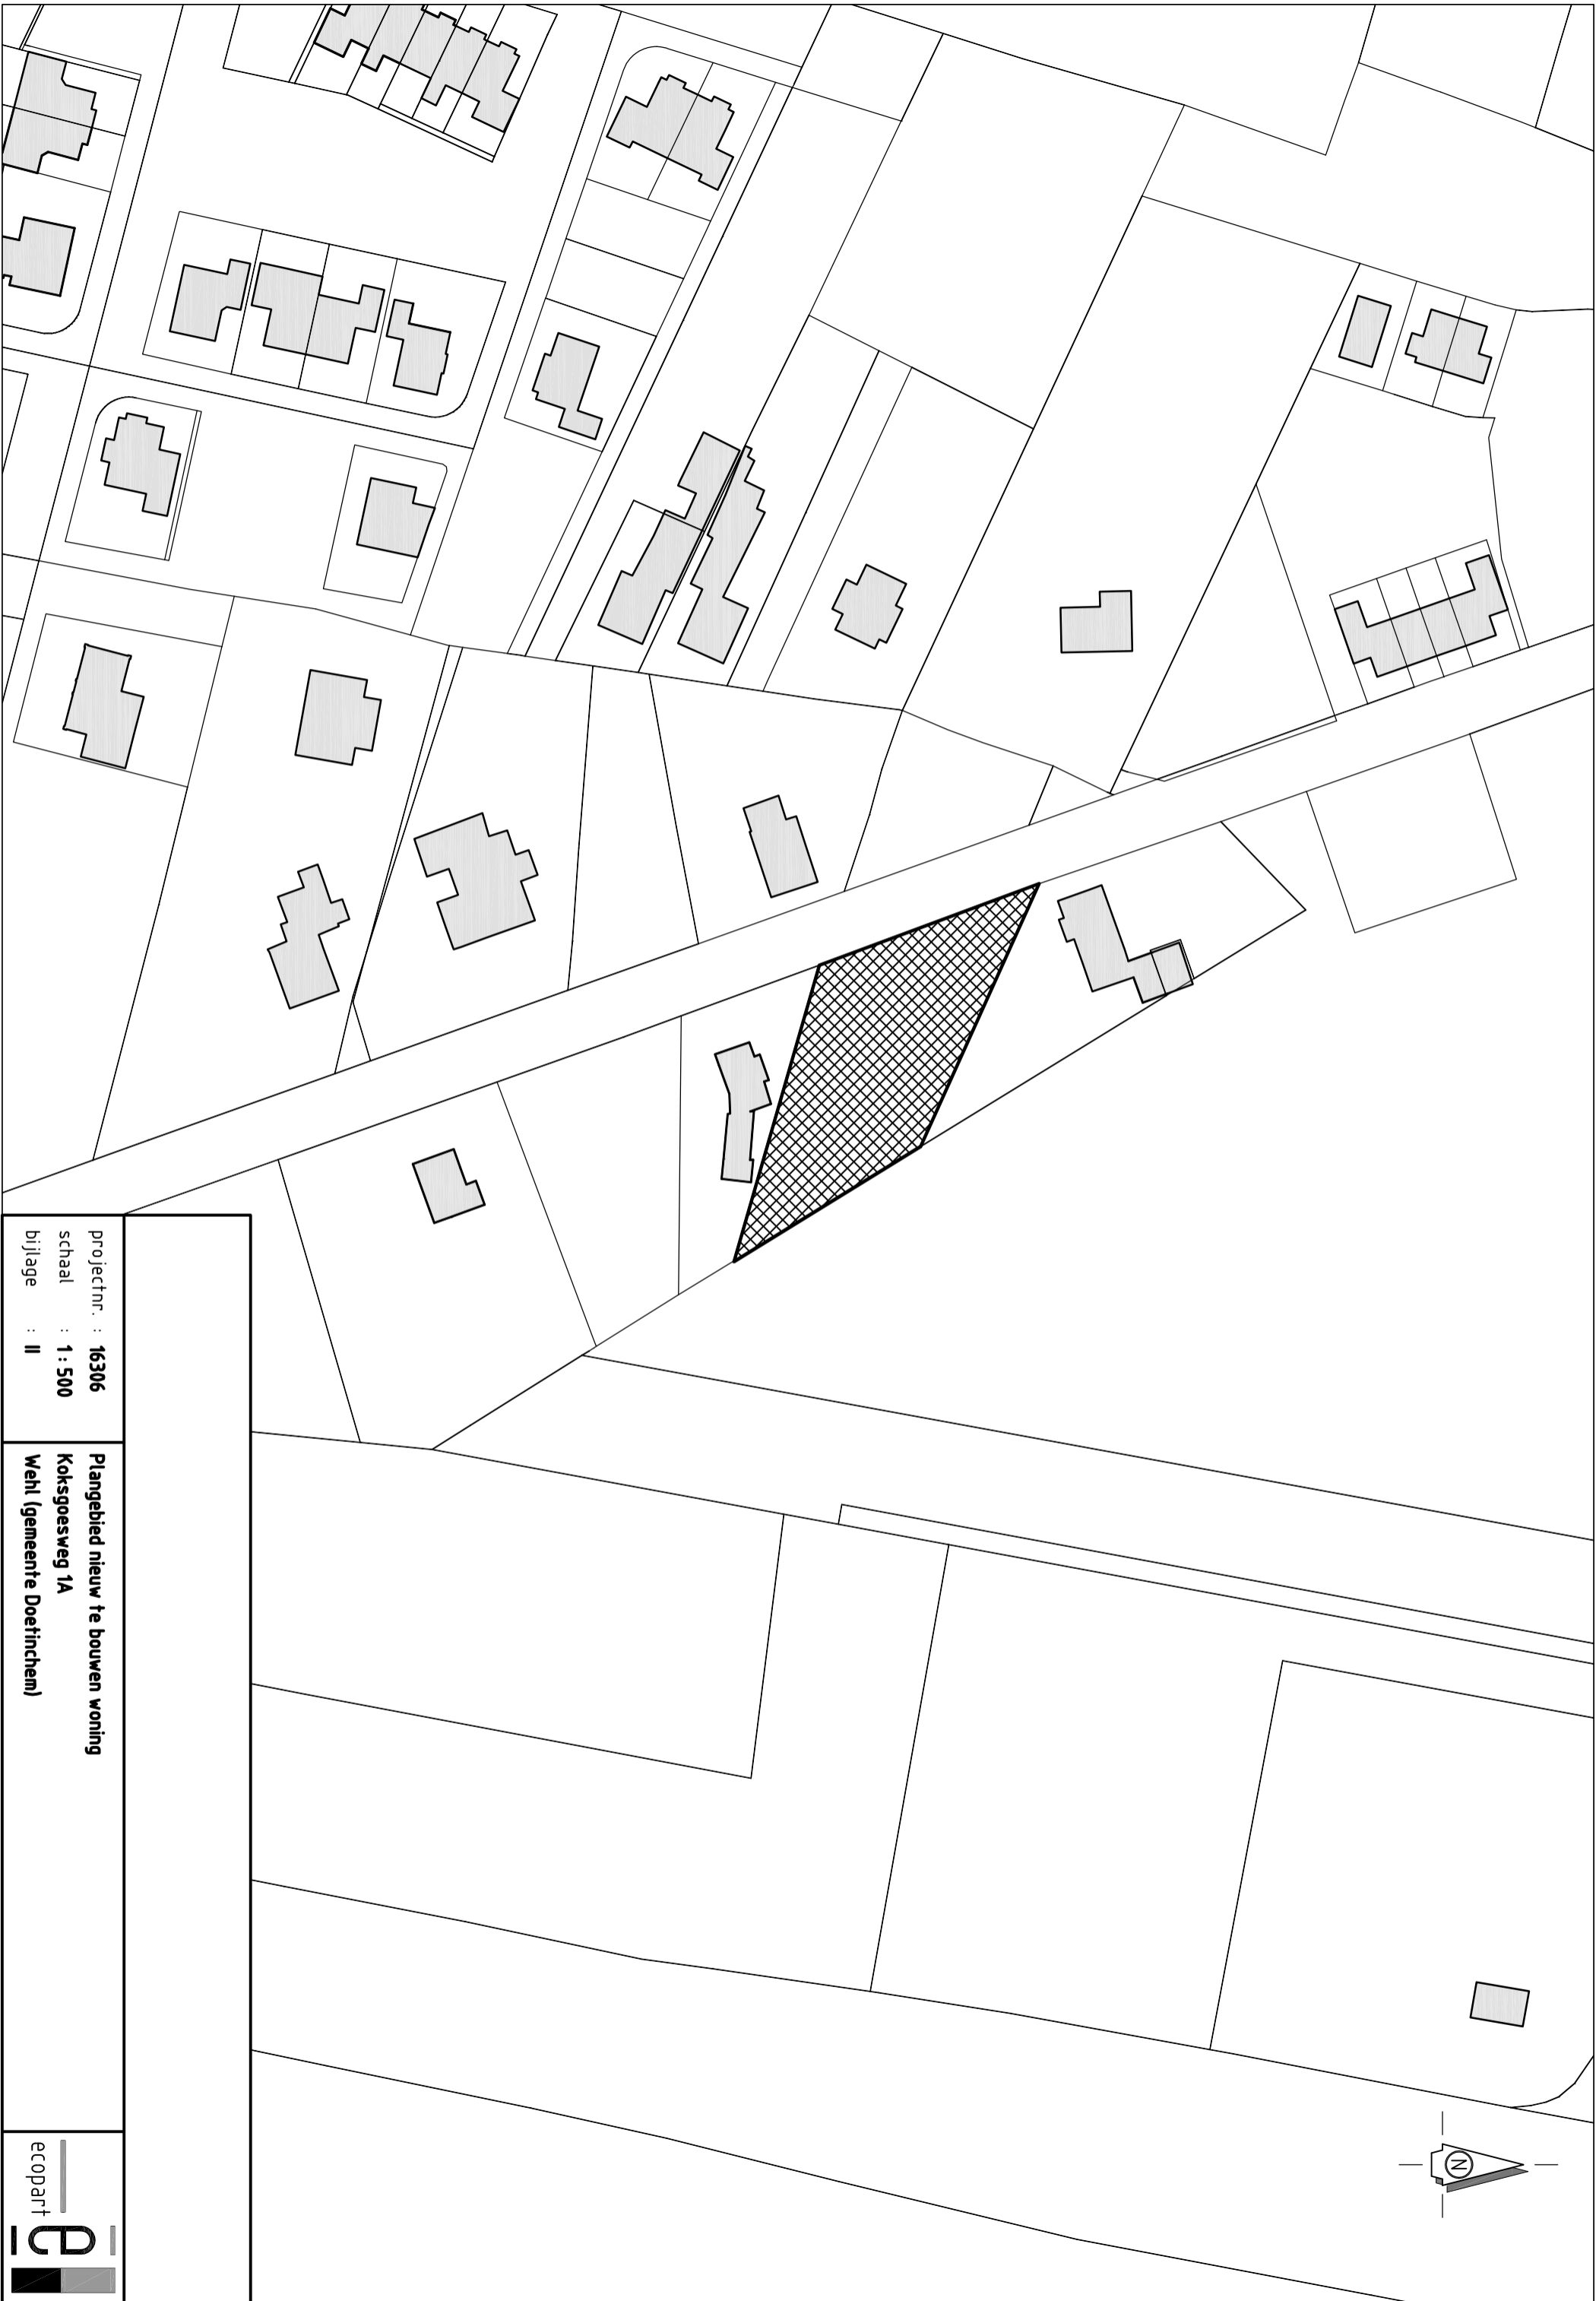 projectnr. : 16306
schaal : 1 : 500
bijlage : II
Plangebied nieuw te bouwen woning
Koksgoesweg 1A
Wehl (gemeente Doetinchem)
ecopart
e
N